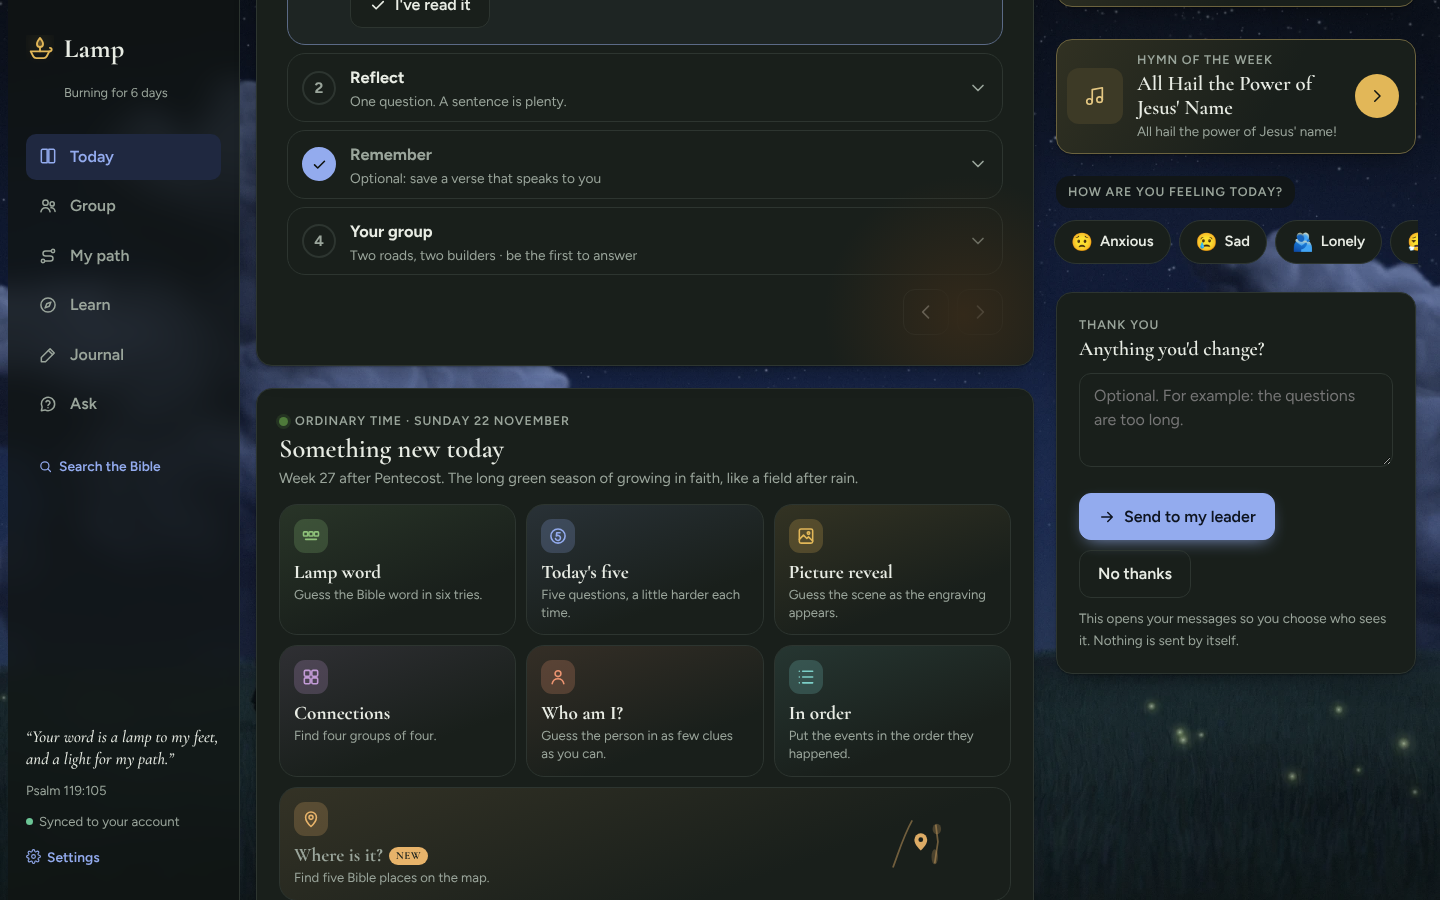 Lamp
Burning for 6 days
Today
Group
My path
Learn
Journal
Ask
Search the Bible
“Your word is a lamp to my feet,
and a light for my path.”
Psalm 119:105
Synced to your account
Settings
I've read it
2
Reflect
One question. A sentence is plenty.
Remember
Optional: save a verse that speaks to you
4
Your group
Two roads, two builders · be the first to answer
ORDINARY TIME · SUNDAY 22 NOVEMBER
Something new today
Week 27 after Pentecost. The long green season of growing in faith, like a field after rain.
Lamp word
Guess the Bible word in six tries.
5
Today's five
Five questions, a little harder each
time.
Picture reveal
Guess the scene as the engraving
appears.
Connections
Find four groups of four.
Who am I?
Guess the person in as few clues
as you can.
In order
Put the events in the order they
happened.
Where is it? NEW
Find five Bible places on the map.
HYMN OF THE WEEK
All Hail the Power of
Jesus' Name
All hail the power of Jesus' name!
HOW ARE YOU FEELING TODAY?
Anxious
Sad
Lonely
THANK YOU
Anything you'd change?
Optional. For example: the questions
are too long.
Send to my leader
No thanks
This opens your messages so you choose who sees
it. Nothing is sent by itself.